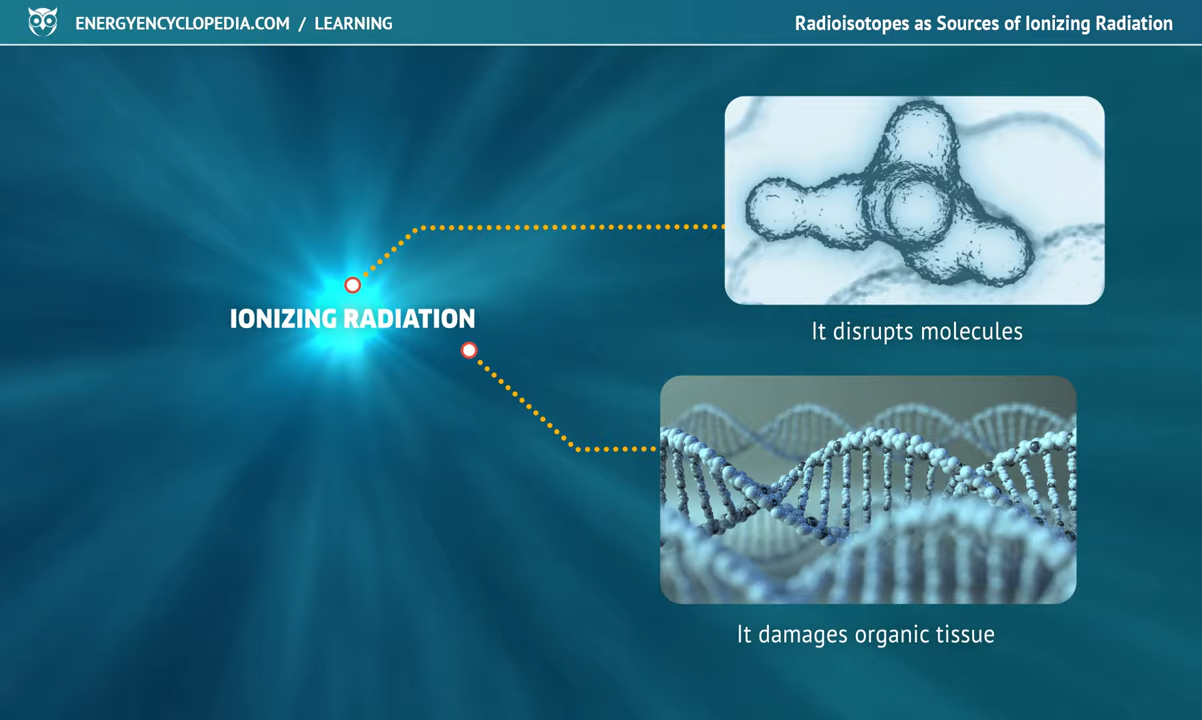 ENERGYENCYCLOPEDIA.COM / LEARNING
Radioisotopes as Sources of Ionizing Radiation
IONIZING RADIATION
It disrupts molecules
It damages organic tissue